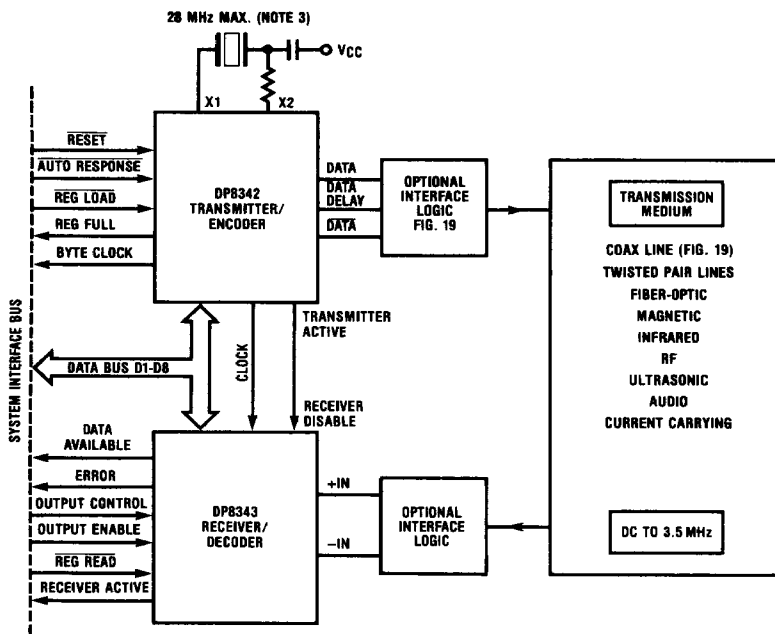 28 MHz MAX. (NOTE 3)
VCC
X1
X2
RESET
AUTO RESPONSE
REG LOAD
REG FULL
BYTE CLOCK
DP8342
TRANSMITTER/
ENCODER
DATA
DATA
DELAY
DATA
OPTIONAL
INTERFACE
LOGIC
FIG. 19
TRANSMISSION
MEDIUM
COAX LINE (FIG. 19)
TWISTED PAIR LINES
FIBER-OPTIC
MAGNETIC
INFRARED
RF
ULTRASONIC
AUDIO
CURRENT CARRYING
DC TO 3.5 MHz
SYSTEM INTERFACE BUS
DATA BUS D1-D8
CLOCK
TRANSMITTER
ACTIVE
RECEIVER
DISABLE
DATA
AVAILABLE
ERROR
OUTPUT CONTROL
OUTPUT ENABLE
REG READ
RECEIVER ACTIVE
DP8343
RECEIVER/
DECODER
+IN
–IN
OPTIONAL
INTERFACE
LOGIC